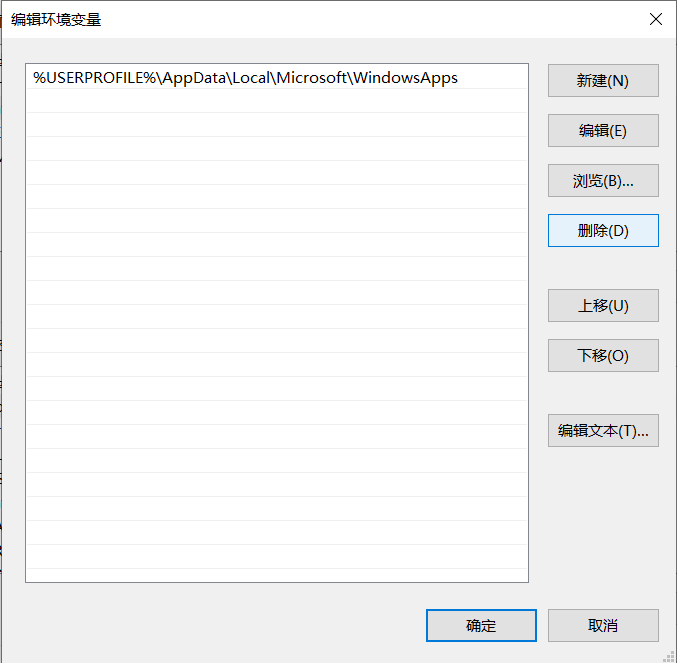 编辑环境变量
%USERPROFILE%\AppData\Local\Microsoft\WindowsApps
新建(N)
编辑(E)
浏览(B)...
删除(D)
上移(U)
下移(O)
编辑文本(T)...
确定
取消